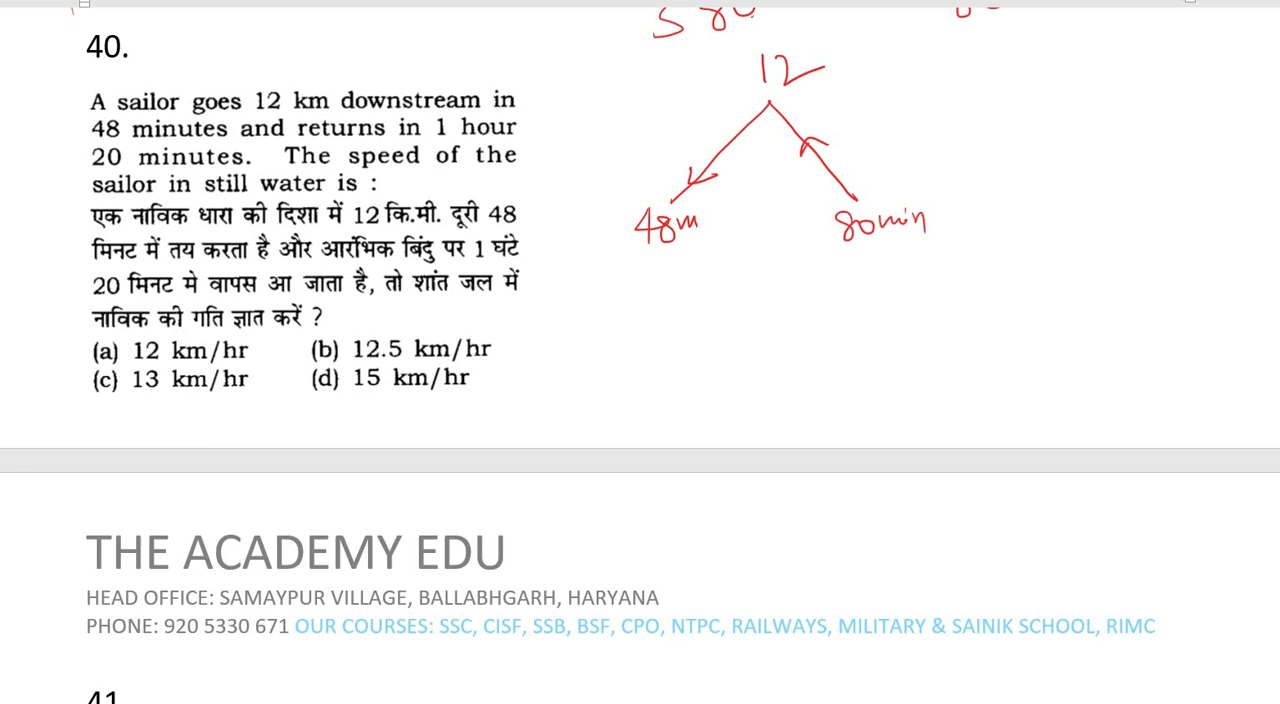 40.
12
A sailor goes 12 km downstream in
48 minutes and returns in 1 hour
20 minutes. The speed of the
sailor in still water is :
एक नाविक धारा की दिशा में 12 कि.मी. दूरी 48
मिनट में तय करता है और आरंभिक बिंदु पर 1 घंटे
20 मिनट मे वापस आ जाता है, तो शांत जल में
नाविक की गति ज्ञात करें ?
48m 80min
(a) 12 km/hr (b) 12.5 km/hr
(c) 13 km/hr (d) 15 km/hr
THE ACADEMY EDU
HEAD OFFICE: SAMAYPUR VILLAGE, BALLABHGARH, HARYANA
PHONE: 920 5330 671 OUR COURSES: SSC, CISF, SSB, BSF, CPO, NTPC, RAILWAYS, MILITARY & SAINIK SCHOOL, RIMC
41